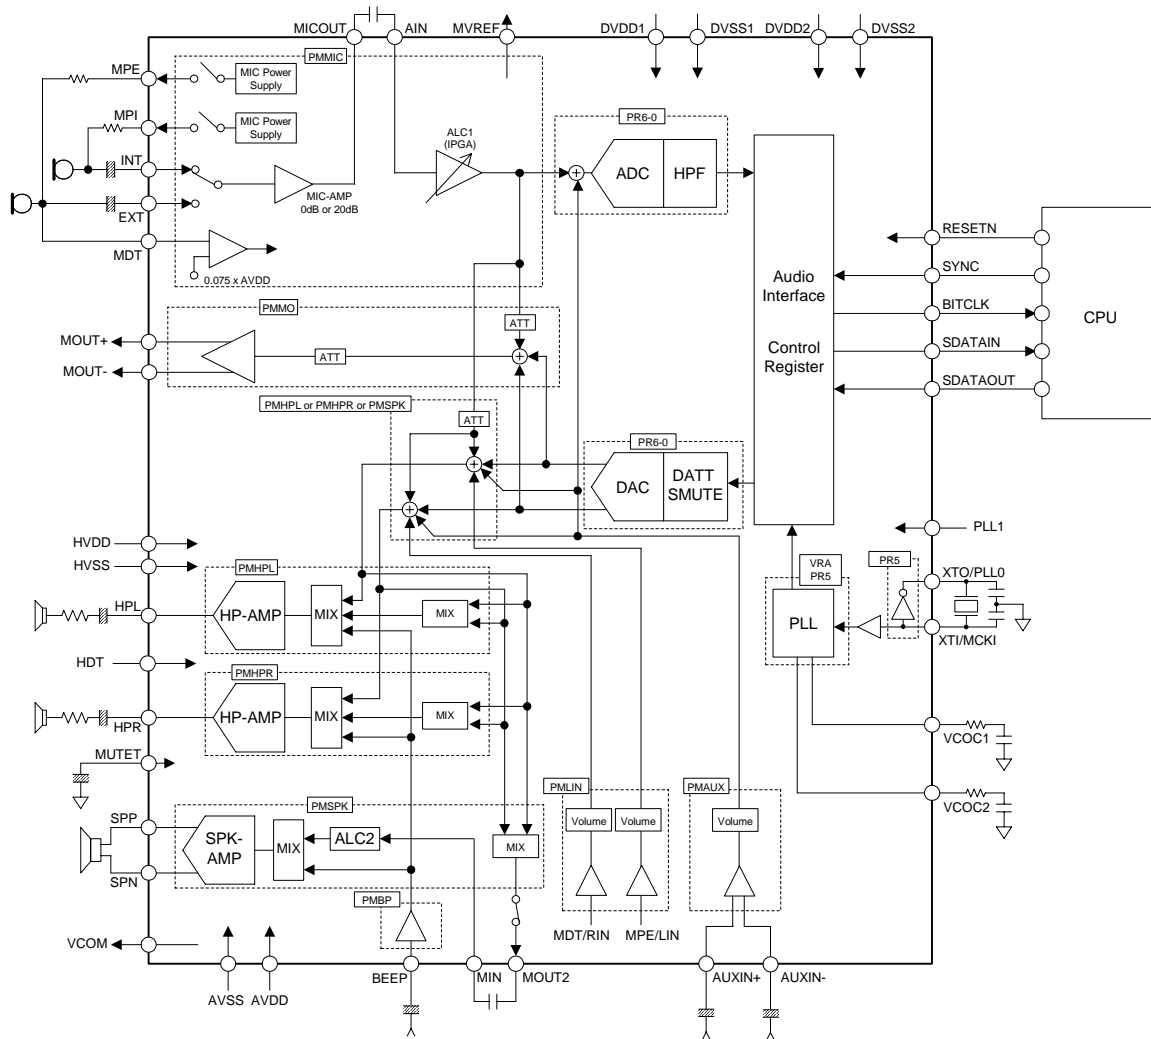 MICOUT
AIN
MVREF
DVDD1
DVSS1
DVDD2
DVSS2
PMMIC
MPE
MIC Power
Supply
MPI
MIC Power
Supply
INT
MIC-AMP
0dB or 20dB
EXT
MDT
0.075 x AVDD
ALC1
(IPGA)
PR6-0
ADC
HPF
Audio
Interface
Control
Register
RESETN
SYNC
BITCLK
SDATAIN
SDATAOUT
CPU
PMMO
MOUT+
MOUT-
ATT
ATT
PMHPL or PMHPR or PMSPK
ATT
PR6-0
DAC
DATT
SMUTE
PLL1
HVDD
HVSS
VRA
PR5
PR5
XTO/PLL0
PLL
XTI/MCKI
PMHPL
HPL
HP-AMP
MIX
MIX
HDT
PMHPR
HPR
HP-AMP
MIX
MIX
VCOC1
MUTET
VCOC2
PMSPK
SPP
SPK-
AMP
SPN
MIX
ALC2
MIX
PMLIN
Volume
Volume
MDT/RIN
MPE/LIN
PMAUX
Volume
PMBP
VCOM
AVSS
AVDD
BEEP
MIN
MOUT2
AUXIN+
AUXIN-